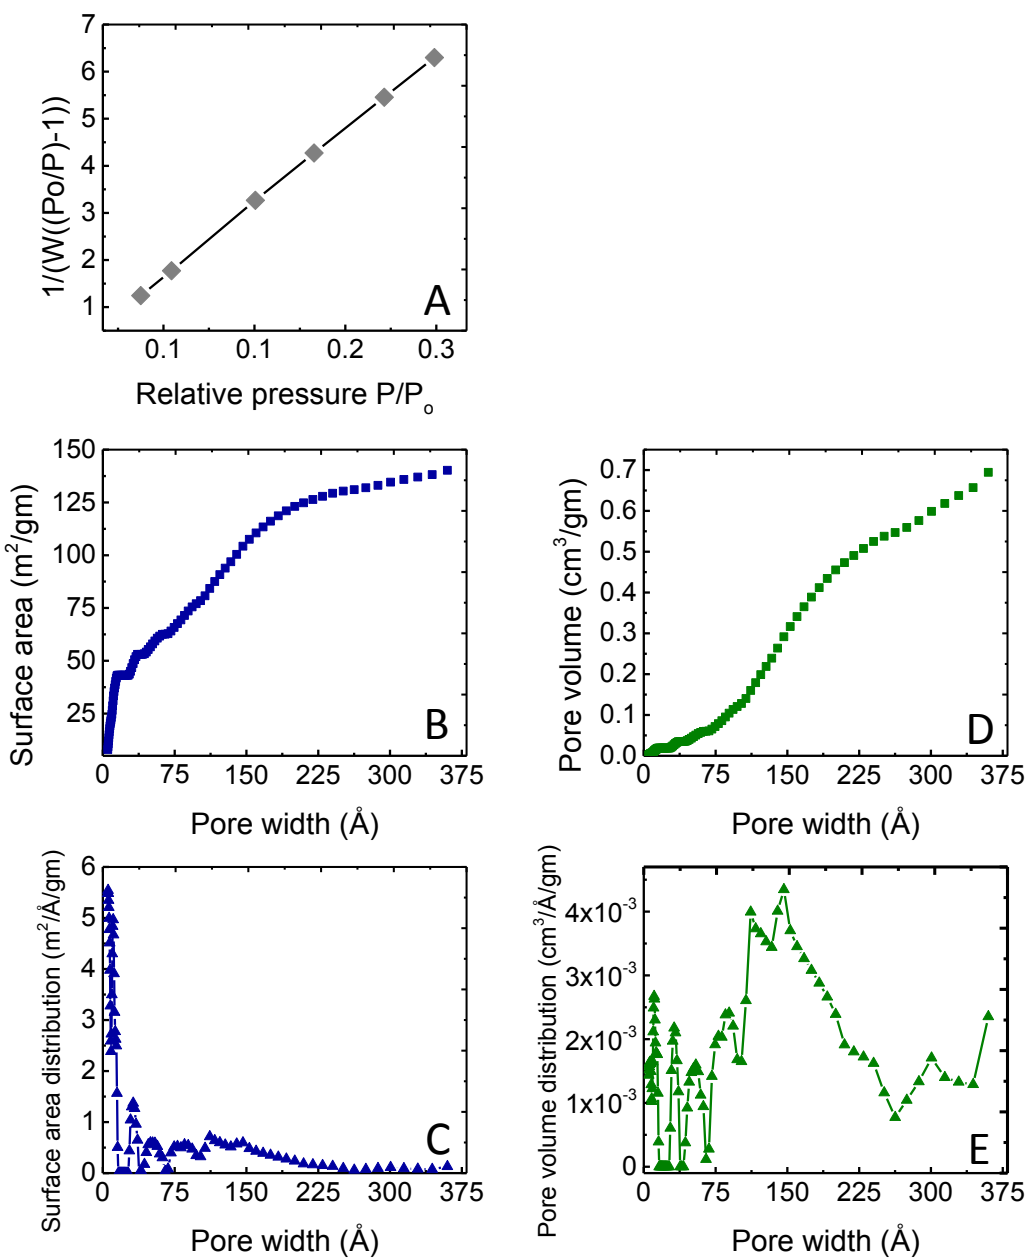 7
6
5
4
3
2
1
1/(W((Po/P)-1))
A
0.1 0.1 0.2 0.3
Relative pressure P/Pₒ
150
125
100
75
50
25
Surface area (m²/gm)
B
0 75 150 225 300 375
Pore width (Å)
0.7
0.6
0.5
0.4
0.3
0.2
0.1
0.0
Pore volume (cm³/gm)
D
0 75 150 225 300 375
Pore width (Å)
6
5
4
3
2
1
0
Surface area distribution (m²/Å/gm)
C
0 75 150 225 300 375
Pore width (Å)
4x10⁻³
3x10⁻³
2x10⁻³
1x10⁻³
0
Pore volume distribution (cm³/Å/gm)
E
0 75 150 225 300 375
Pore width (Å)